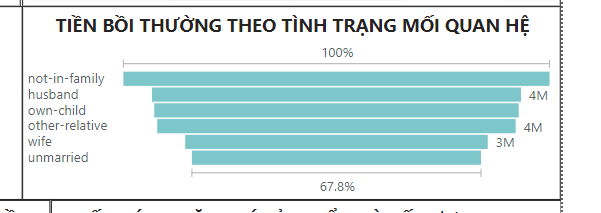 TIỀN BỒI THƯỜNG THEO TÌNH TRẠNG MỐI QUAN HỆ
100%
not-in-family
husband 4M
own-child
other-relative 4M
wife 3M
unmarried
67.8%